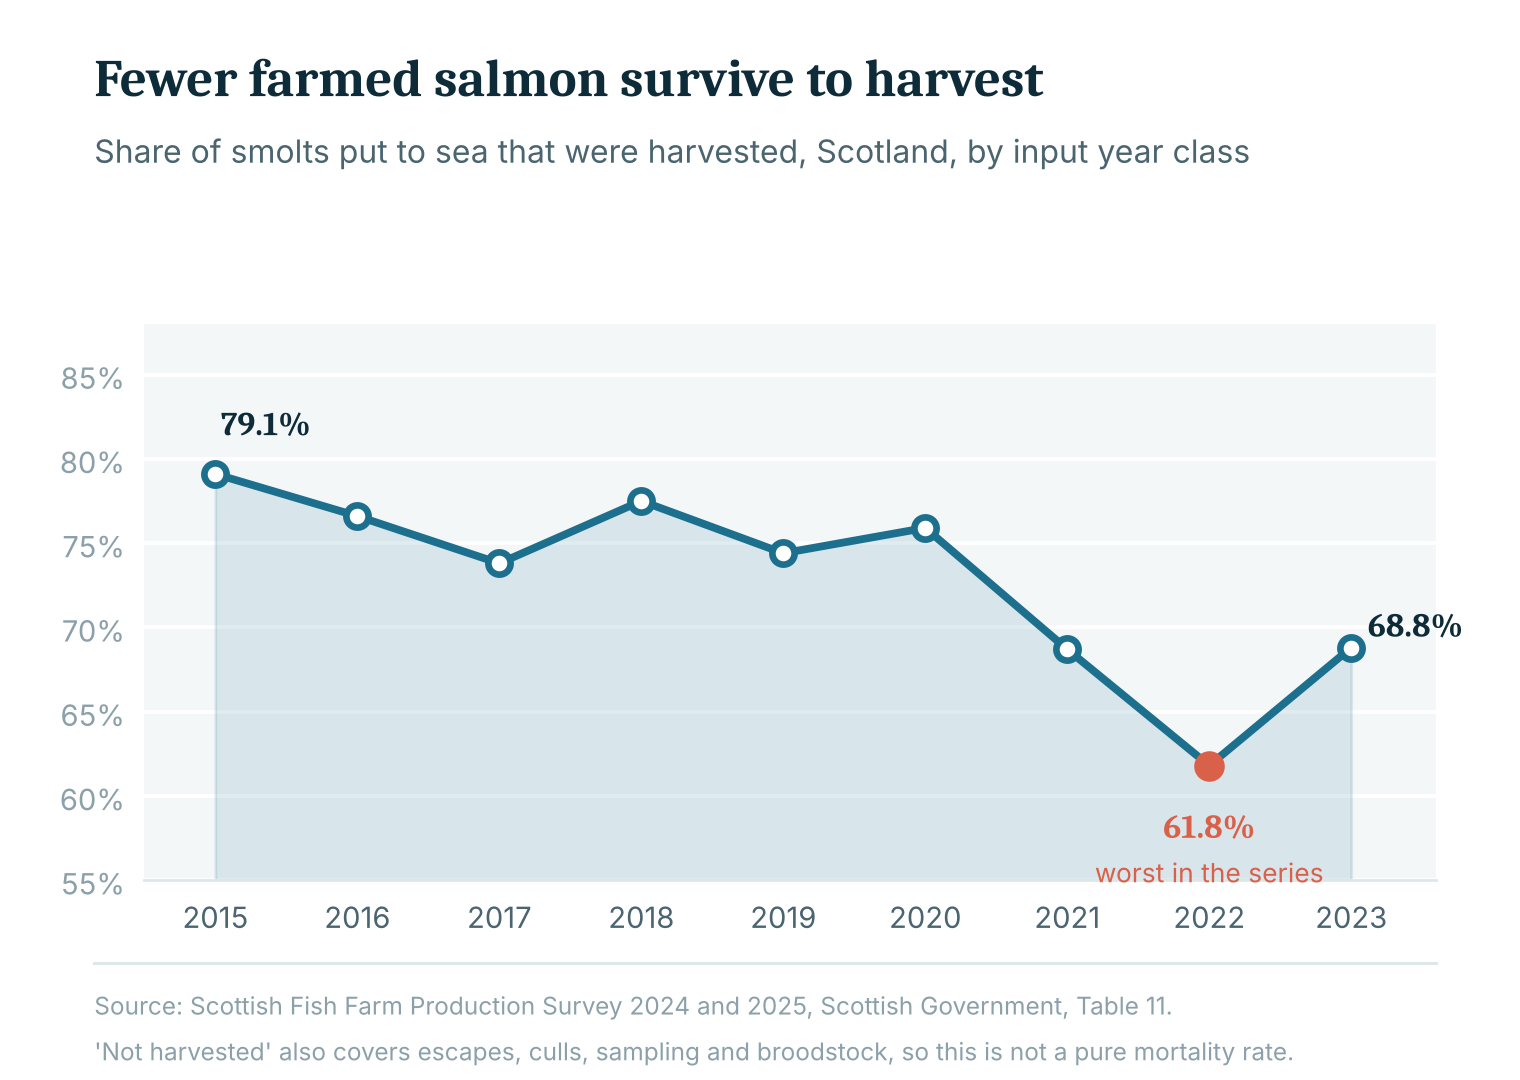 Fewer farmed salmon survive to harvest
Share of smolts put to sea that were harvested, Scotland, by input year class
85%
79.1%
80%
75%
70%
68.8%
65%
60%
61.8%
worst in the series
55%
2015 2016 2017 2018 2019 2020 2021 2022 2023
Source: Scottish Fish Farm Production Survey 2024 and 2025, Scottish Government, Table 11.
'Not harvested' also covers escapes, culls, sampling and broodstock, so this is not a pure mortality rate.